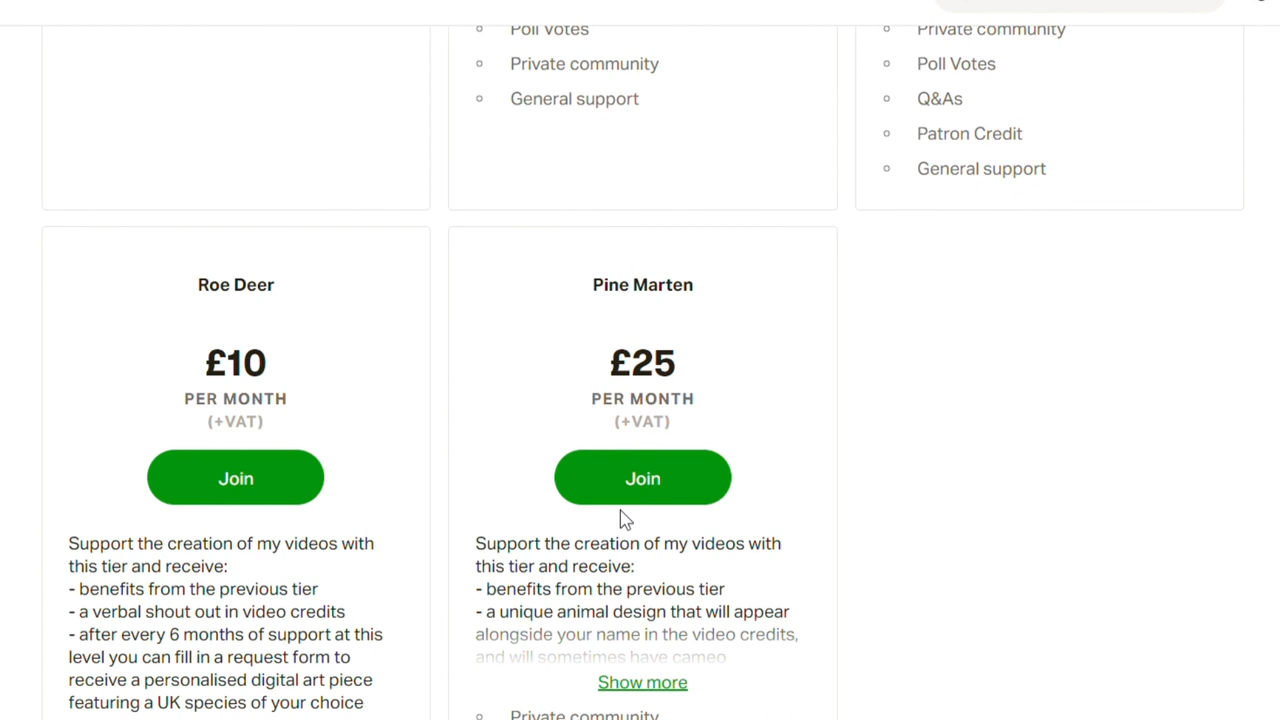 Poll Votes
Private community
General support
Private community
Poll Votes
Q&As
Patron Credit
General support
Roe Deer
£10
PER MONTH
(+VAT)
Join
Support the creation of my videos with
this tier and receive:
- benefits from the previous tier
- a verbal shout out in video credits
- after every 6 months of support at this
level you can fill in a request form to
receive a personalised digital art piece
featuring a UK species of your choice
Pine Marten
£25
PER MONTH
(+VAT)
Join
Support the creation of my videos with
this tier and receive:
- benefits from the previous tier
- a unique animal design that will appear
alongside your name in the video credits,
and will sometimes have cameo
Show more
Private community